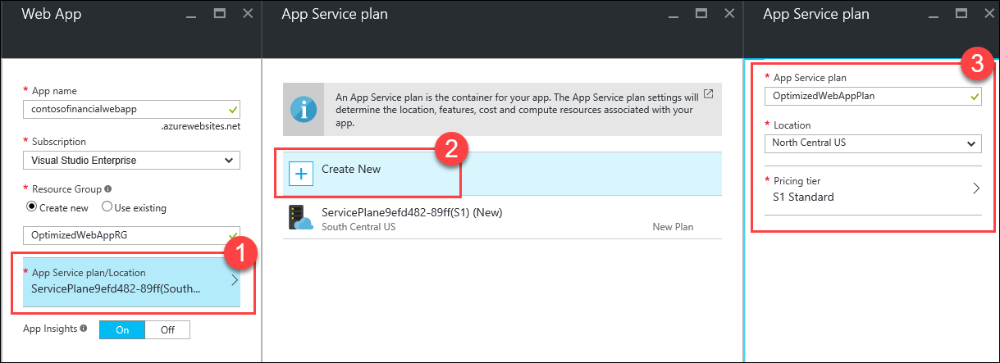 Web App
* App name
contosofinancialwebapp
.azurewebsites.net
* Subscription
Visual Studio Enterprise
* Resource Group
Create new
Use existing
OptimizedWebAppRG
1
* App Service plan/Location
ServicePlane9efd482-89ff(South...
App Insights
On
Off
App Service plan
An App Service plan is the container for your app. The App Service plan settings will
determine the location, features, cost and compute resources associated with your
app.
2
Create New
ServicePlane9efd482-89ff(S1) (New)
South Central US
New Plan
App Service plan
3
* App Service plan
OptimizedWebAppPlan
* Location
North Central US
* Pricing tier
S1 Standard